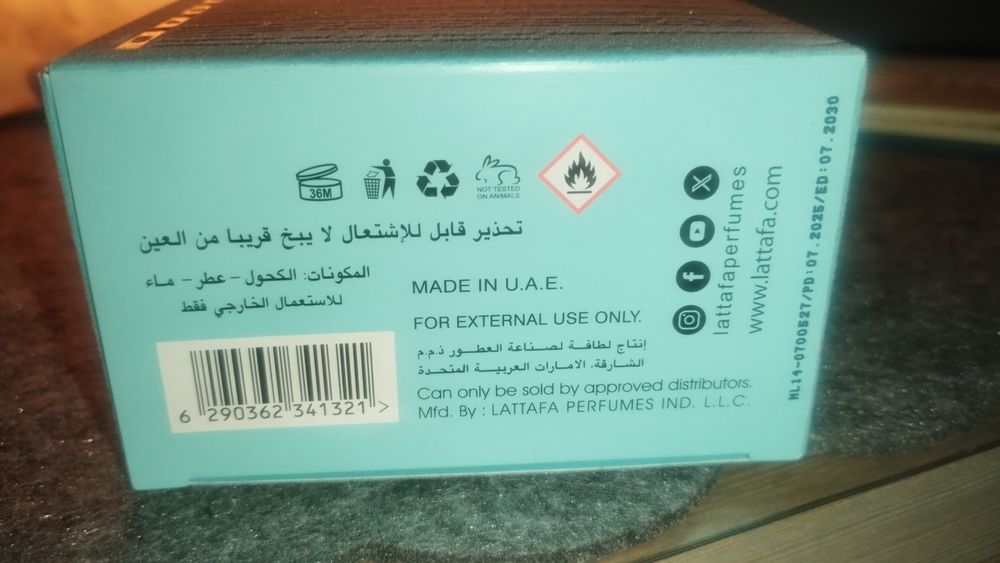 36M
NOT TESTED
ON ANIMALS
تحذير قابل للإشتعال لا يبخ قريبا من العين
المكونات: الكحول - عطر - ماء
للاستعمال الخارجي فقط
MADE IN U.A.E.
FOR EXTERNAL USE ONLY.
إنتاج لطافة لصناعة العطور ذ.م.م
الشارقة، الامارات العربية المتحدة
Can only be sold by approved distributors.
Mfd. By : LATTAFA PERFUMES IND. L.L.C.
6 290362 341321 >
lattafaperfumes
www.lattafa.com
ML14-0700527/PD:07.2025/ED:07.2030